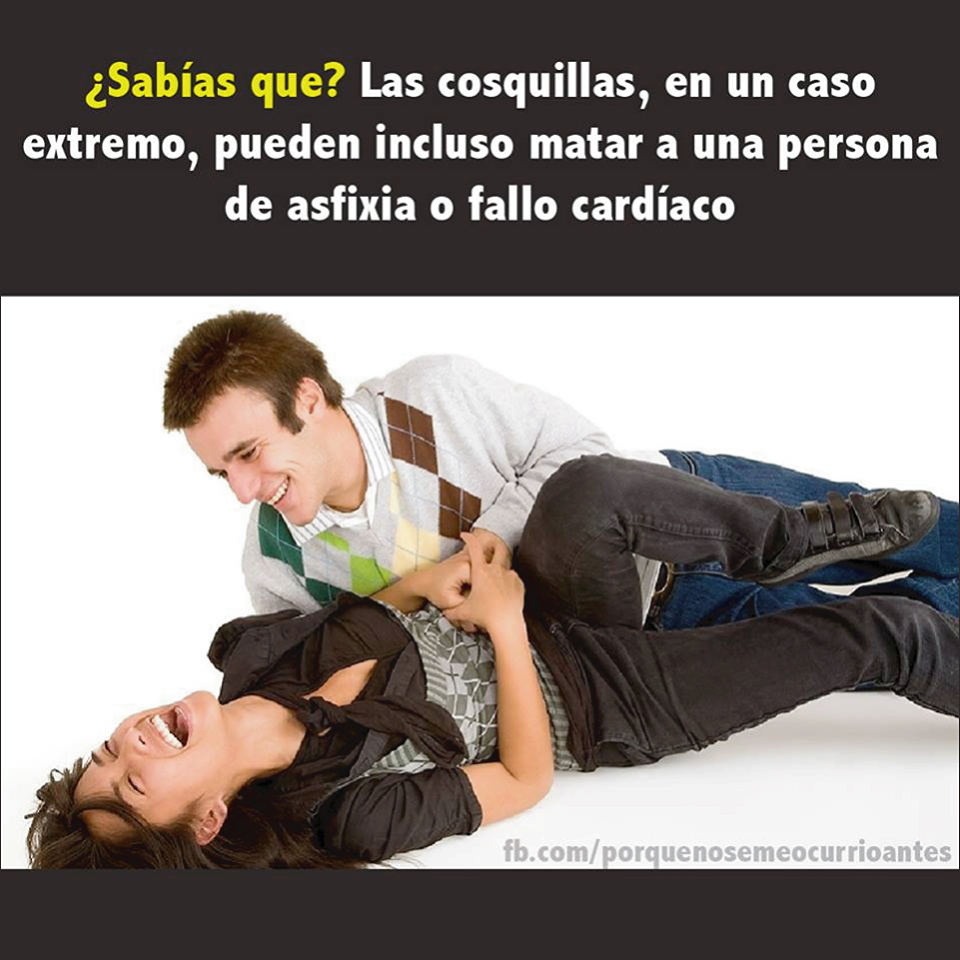 ¿Sabías que? Las cosquillas, en un caso
extremo, pueden incluso matar a una persona
de asfixia o fallo cardíaco
fb.com/porquenosemeocurrioantes